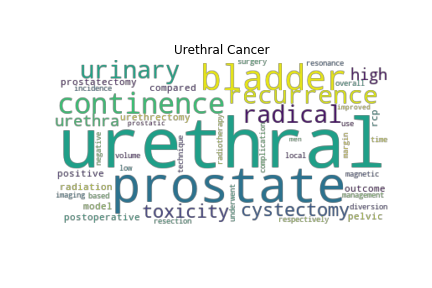 Urethral Cancer
surgery
resonance
urinary
bladder
high
prostatectomy
compared
overall
incidence
recurrence
continence
improved
radical
urethra
urethrectomy
prostatic
use
rcp
urethral
negative
volume
technique
radiotherapy
complication
men
local
margin
time
positive
low
prostate
magnetic
radiation
outcome
imaging
based
management
model
toxicity
cystectomy
diversion
postoperative
resection
underwent
respectively
pelvic